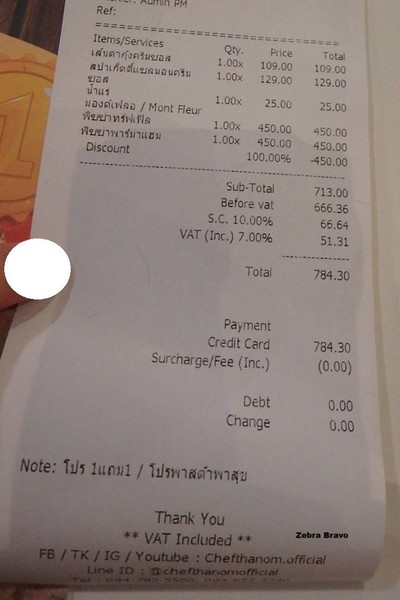 Admin PM
Ref:
Items/Services Qty. Price Total
เส้นดำกุ้งครีมซอส 1.00x 109.00 109.00
สปาเก็ตตี้แซลมอนครีม 1.00x 129.00 129.00
ซอส
น้ำแร่ 1.00x 25.00 25.00
มองต์เฟลอ / Mont Fleur
พิซซ่าทรัฟเฟิ้ล 1.00x 450.00 450.00
พิซซ่าพาร์มาแฮม 1.00x 450.00 450.00
Discount 100.00% -450.00
Sub-Total 713.00
Before vat 666.36
S.C. 10.00% 66.64
VAT (Inc.) 7.00% 51.31
Total 784.30
Payment
Credit Card 784.30
Surcharge/Fee (Inc.) (0.00)
Debt 0.00
Change 0.00
Note: โปร 1แถม1 / โปรพาสต้าพาสุข
Thank You
** VAT Included **
Zebra Bravo
FB / TK / IG / Youtube : Chefthanom.official
Line ID : @chefthanomofficial